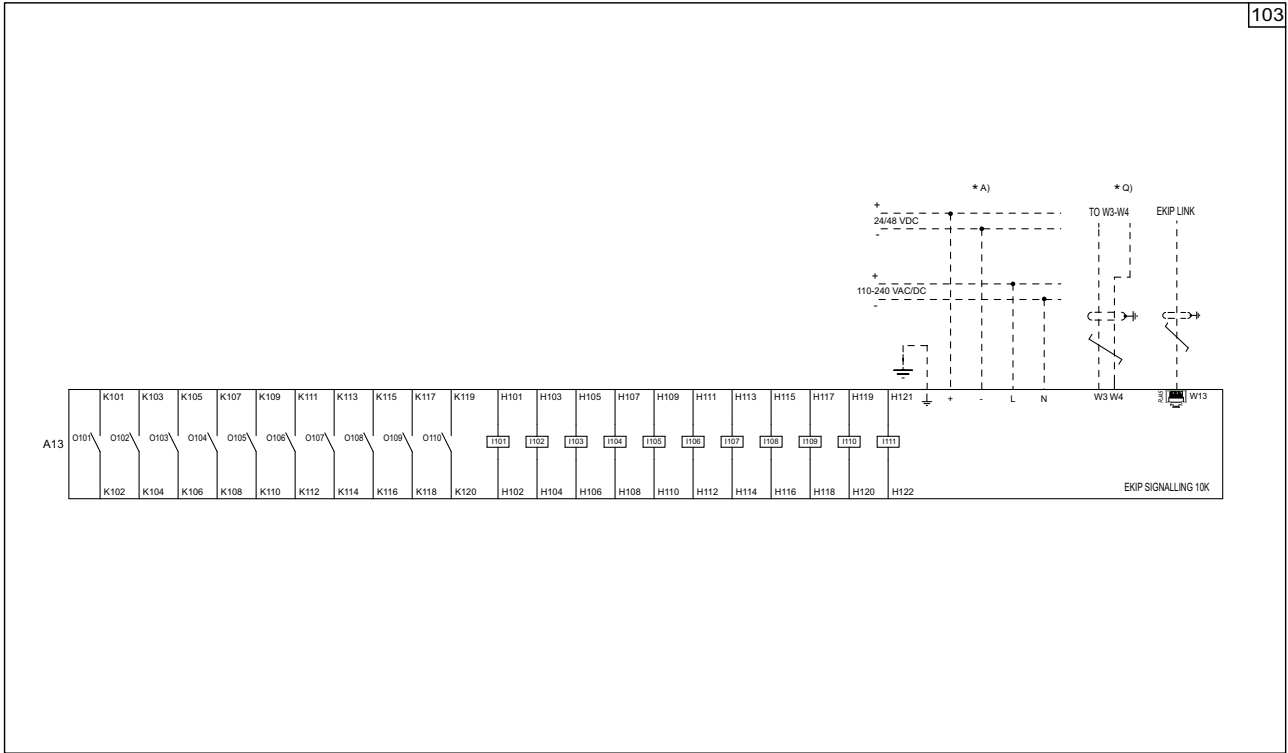 103
* A)
* Q)
+
24/48 VDC
-
TO W3-W4
EKIP LINK
+
110-240 VAC/DC
-
K101 K103 K105 K107 K109 K111 K113 K115 K117 K119 H101 H103 H105 H107 H109 H111 H113 H115 H117 H119 H121
+ - L N W3 W4 RJ45 W13
A13 O101 O102 O103 O104 O105 O106 O107 O108 O109 O110 I101 I102 I103 I104 I105 I106 I107 I108 I109 I110 I111
K102 K104 K106 K108 K110 K112 K114 K116 K118 K120 H102 H104 H106 H108 H110 H112 H114 H116 H118 H120 H122
EKIP SIGNALLING 10K